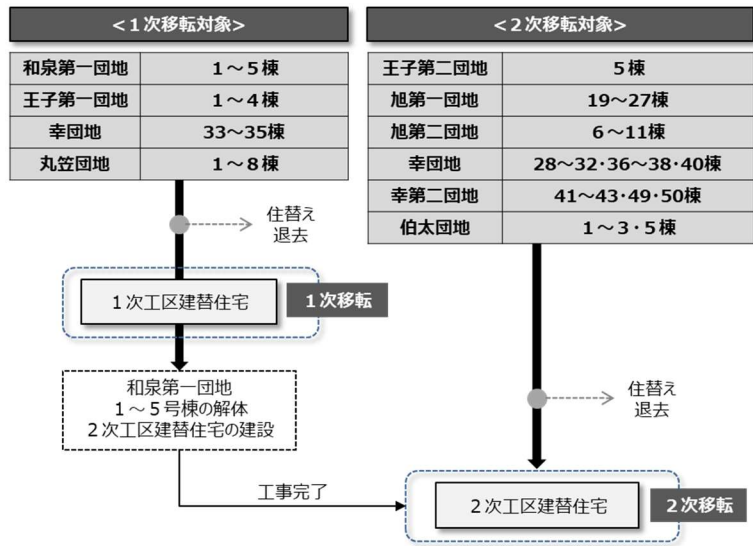 ＜１次移転対象＞
和泉第一団地 １～５棟
王子第一団地 １～４棟
幸団地 33～35棟
丸笠団地 １～８棟
住替え
退去
１次工区建替住宅
１次移転
和泉第一団地
１～５号棟の解体
２次工区建替住宅の建設
工事完了
＜２次移転対象＞
王子第二団地 ５棟
旭第一団地 19～27棟
旭第二団地 ６～11棟
幸団地 28～32･36～38･40棟
幸第二団地 41～43･49･50棟
伯太団地 １～３･５棟
住替え
退去
２次工区建替住宅
２次移転